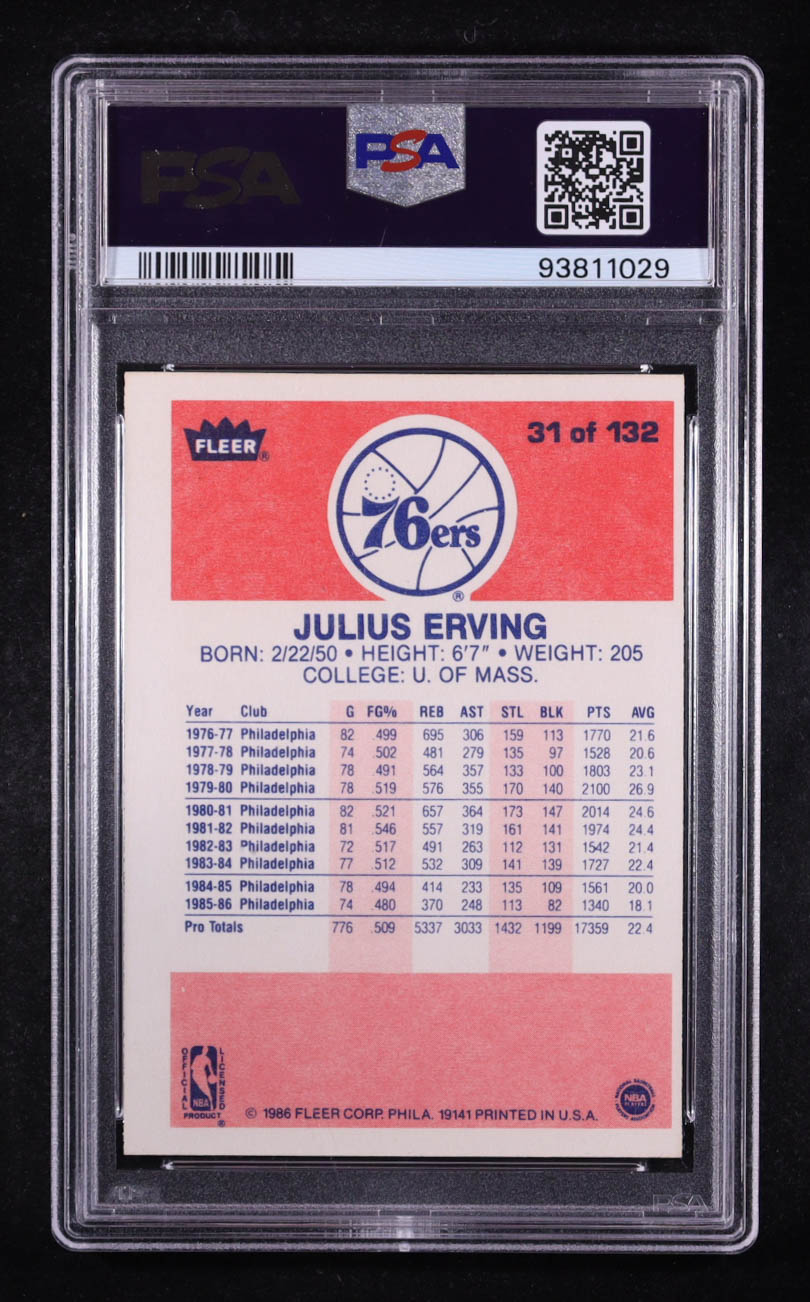 PSA PSA
93811029
FLEER® 31 of 132
76ers
®
JULIUS ERVING
BORN: 2/22/50 • HEIGHT: 6'7" • WEIGHT: 205
COLLEGE: U. OF MASS.
Year Club G FG% REB AST STL BLK PTS AVG
1976-77 Philadelphia 82 .499 695 306 159 113 1770 21.6
1977-78 Philadelphia 74 .502 481 279 135 97 1528 20.6
1978-79 Philadelphia 78 .491 564 357 133 100 1803 23.1
1979-80 Philadelphia 78 .519 576 355 170 140 2100 26.9
1980-81 Philadelphia 82 .521 657 364 173 147 2014 24.6
1981-82 Philadelphia 81 .546 557 319 161 141 1974 24.4
1982-83 Philadelphia 72 .517 491 263 112 131 1542 21.4
1983-84 Philadelphia 77 .512 532 309 141 139 1727 22.4
1984-85 Philadelphia 78 .494 414 233 135 109 1561 20.0
1985-86 Philadelphia 74 .480 370 248 113 82 1340 18.1
Pro Totals 776 .509 5337 3033 1432 1199 17359 22.4
OFFICIAL LICENSED
NBA
PRODUCT ®
© 1986 FLEER CORP. PHILA. 19141 PRINTED IN U.S.A.
NBA
PLAYERS
PSA